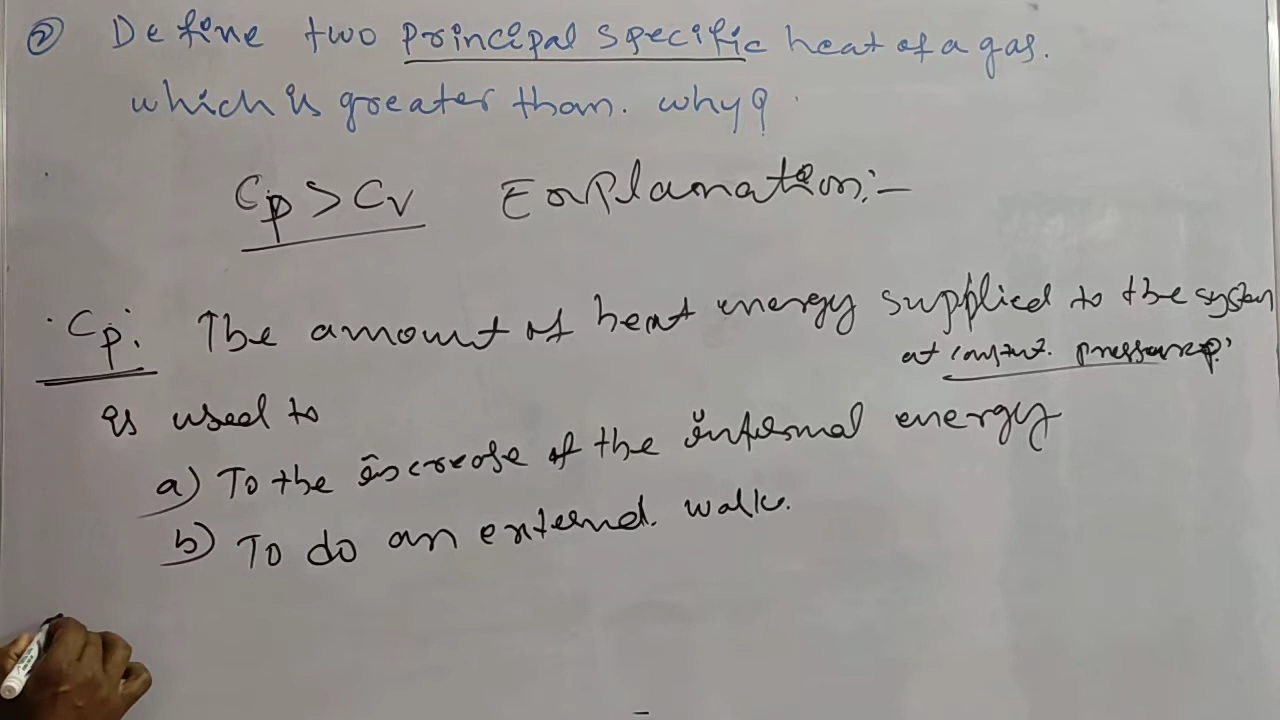 ② Define two principal specific heat of a gas.
which is greater than. why?
Cp > Cv Explanation:-
Cp: The amount of heat energy supplied to the system
at constnt. pressure p.
is used to
a) To the increase of the internal energy
b) To do an external. walk.